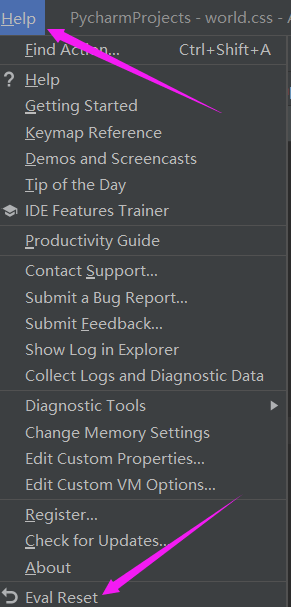 Help PycharmProjects - world.css - A
Find Action... Ctrl+Shift+A
Help
Getting Started
Keymap Reference
Demos and Screencasts
Tip of the Day
IDE Features Trainer
Productivity Guide
Contact Support...
Submit a Bug Report...
Submit Feedback...
Show Log in Explorer
Collect Logs and Diagnostic Data
Diagnostic Tools
Change Memory Settings
Edit Custom Properties...
Edit Custom VM Options...
Register...
Check for Updates...
About
Eval Reset